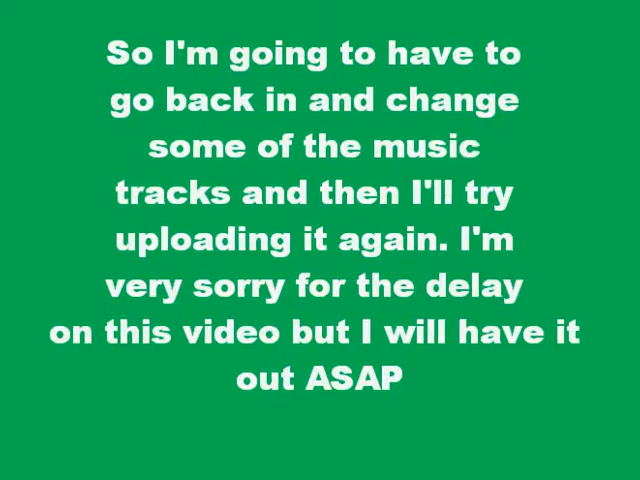 So I'm going to have to
go back in and change
some of the music
tracks and then I'll try
uploading it again. I'm
very sorry for the delay
on this video but I will have it
out ASAP